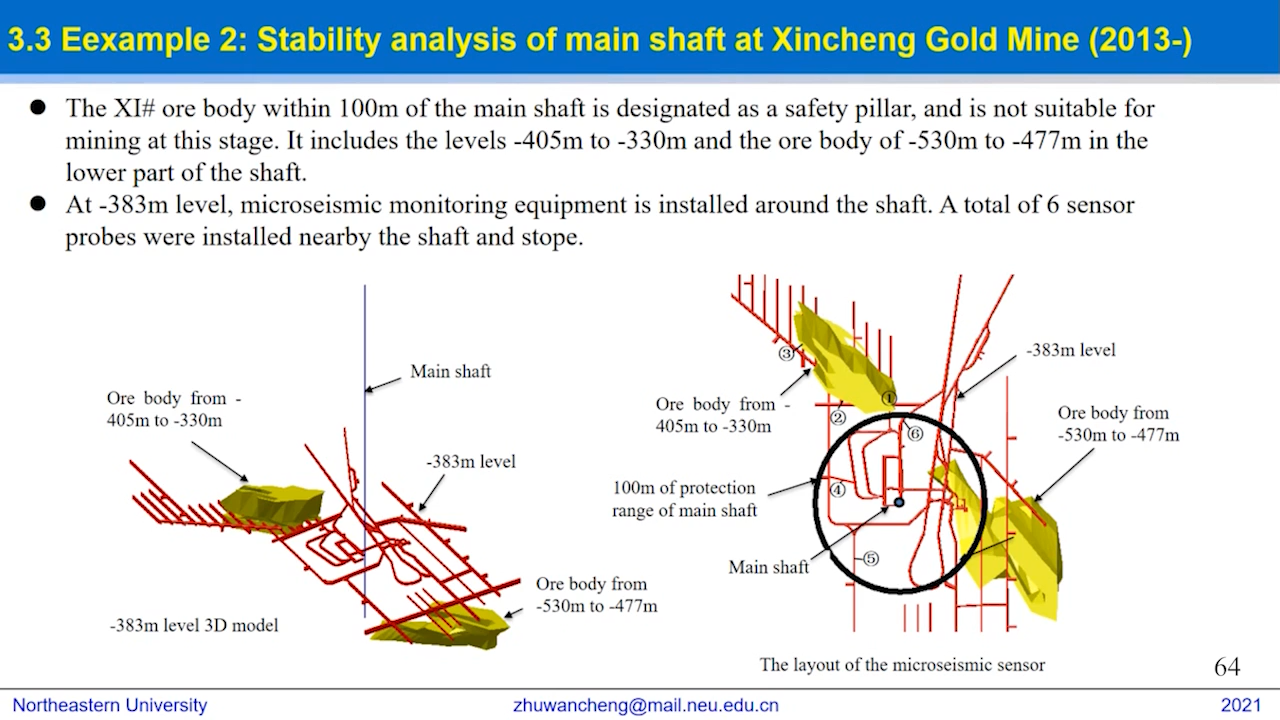 3.3 Eexample 2: Stability analysis of main shaft at Xincheng Gold Mine (2013-)
● The XI# ore body within 100m of the main shaft is designated as a safety pillar, and is not suitable for
mining at this stage. It includes the levels -405m to -330m and the ore body of -530m to -477m in the
lower part of the shaft.
● At -383m level, microseismic monitoring equipment is installed around the shaft. A total of 6 sensor
probes were installed nearby the shaft and stope.
Main shaft
Ore body from -
405m to -330m
-383m level
Ore body from
-530m to -477m
-383m level 3D model
③
-383m level
Ore body from -
405m to -330m
①
②
⑥
Ore body from
-530m to -477m
100m of protection
range of main shaft
④
Main shaft
⑤
The layout of the microseismic sensor
64
Northeastern University
zhuwancheng@mail.neu.edu.cn
2021